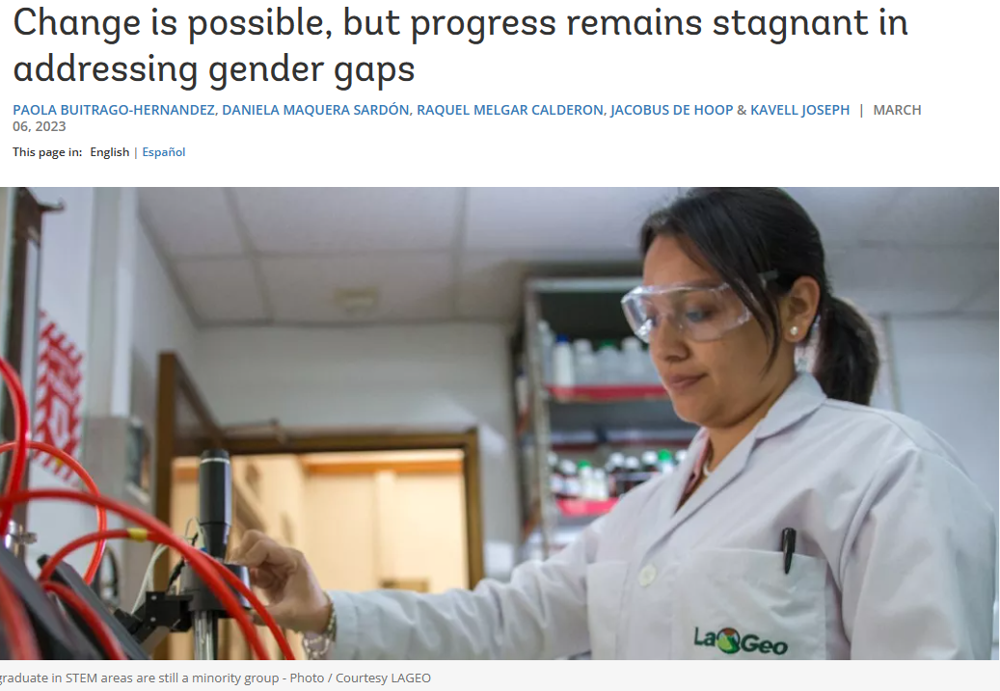 Change is possible, but progress remains stagnant in
addressing gender gaps
PAOLA BUITRAGO-HERNANDEZ, DANIELA MAQUERA SARDÓN, RAQUEL MELGAR CALDERON, JACOBUS DE HOOP & KAVELL JOSEPH | MARCH
06, 2023
This page in: English | Español
LaGeo
graduate in STEM areas are still a minority group - Photo / Courtesy LAGEO